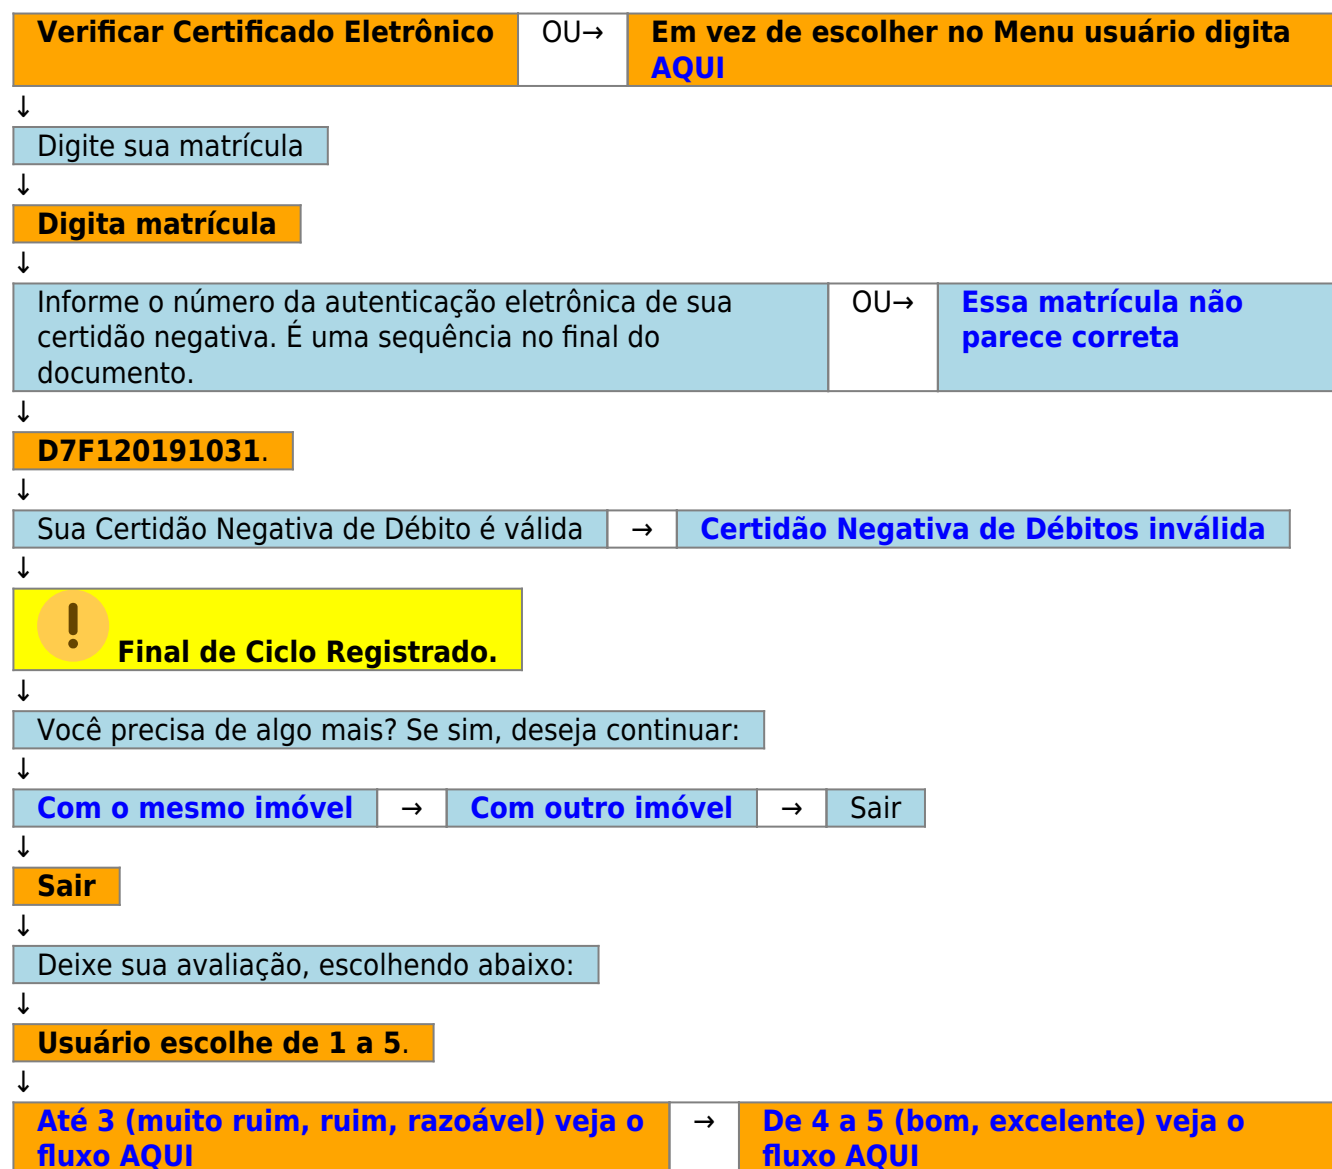 Verificar Certificado Eletrônico OU→ Em vez de escolher no Menu usuário digita
AQUI
↓
Digite sua matrícula
↓
Digita matrícula
↓
Informe o número da autenticação eletrônica de sua OU→ Essa matrícula não
certidão negativa. É uma sequência no final do parece correta
documento.
↓
D7F120191031.
↓
Sua Certidão Negativa de Débito é válida → Certidão Negativa de Débitos inválida
↓
Final de Ciclo Registrado.
↓
Você precisa de algo mais? Se sim, deseja continuar:
↓
Com o mesmo imóvel → Com outro imóvel → Sair
↓
Sair
↓
Deixe sua avaliação, escolhendo abaixo:
↓
Usuário escolhe de 1 a 5.
↓
Até 3 (muito ruim, ruim, razoável) veja o → De 4 a 5 (bom, excelente) veja o
fluxo AQUI fluxo AQUI